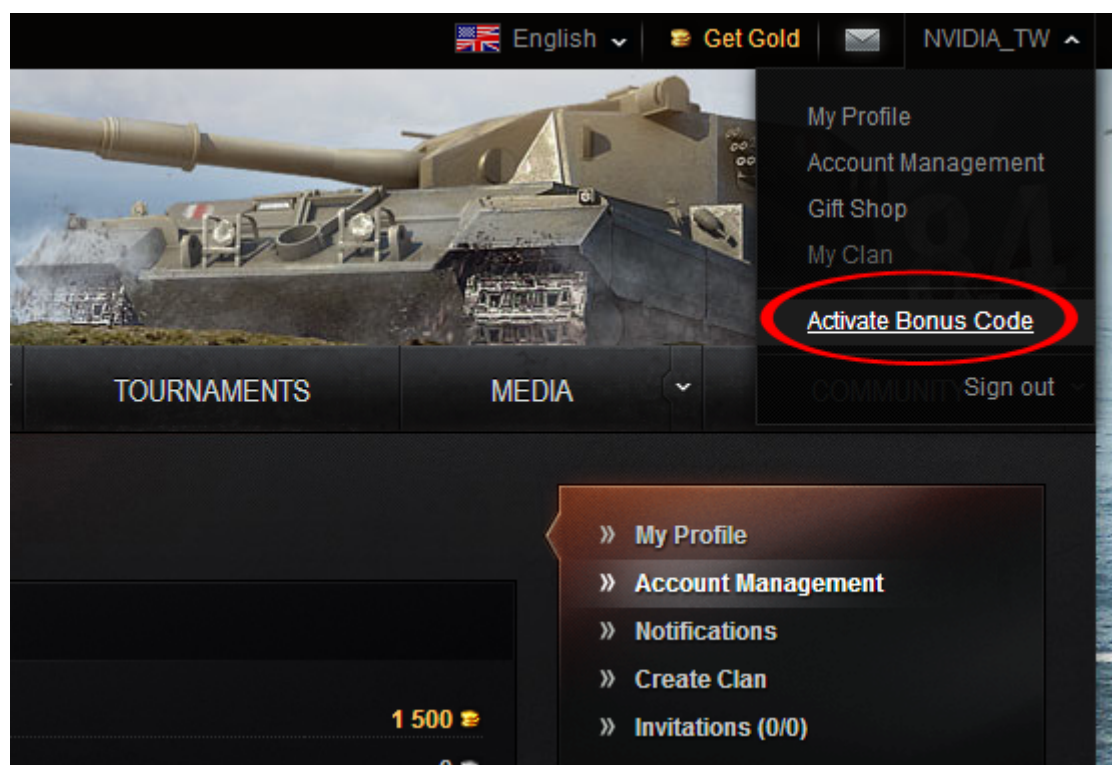 English
Get Gold
NVIDIA_TW
My Profile
Account Management
Gift Shop
My Clan
Activate Bonus Code
Sign out
TOURNAMENTS
MEDIA
COMMUNITY
» My Profile
» Account Management
» Notifications
» Create Clan
» Invitations (0/0)
1 500